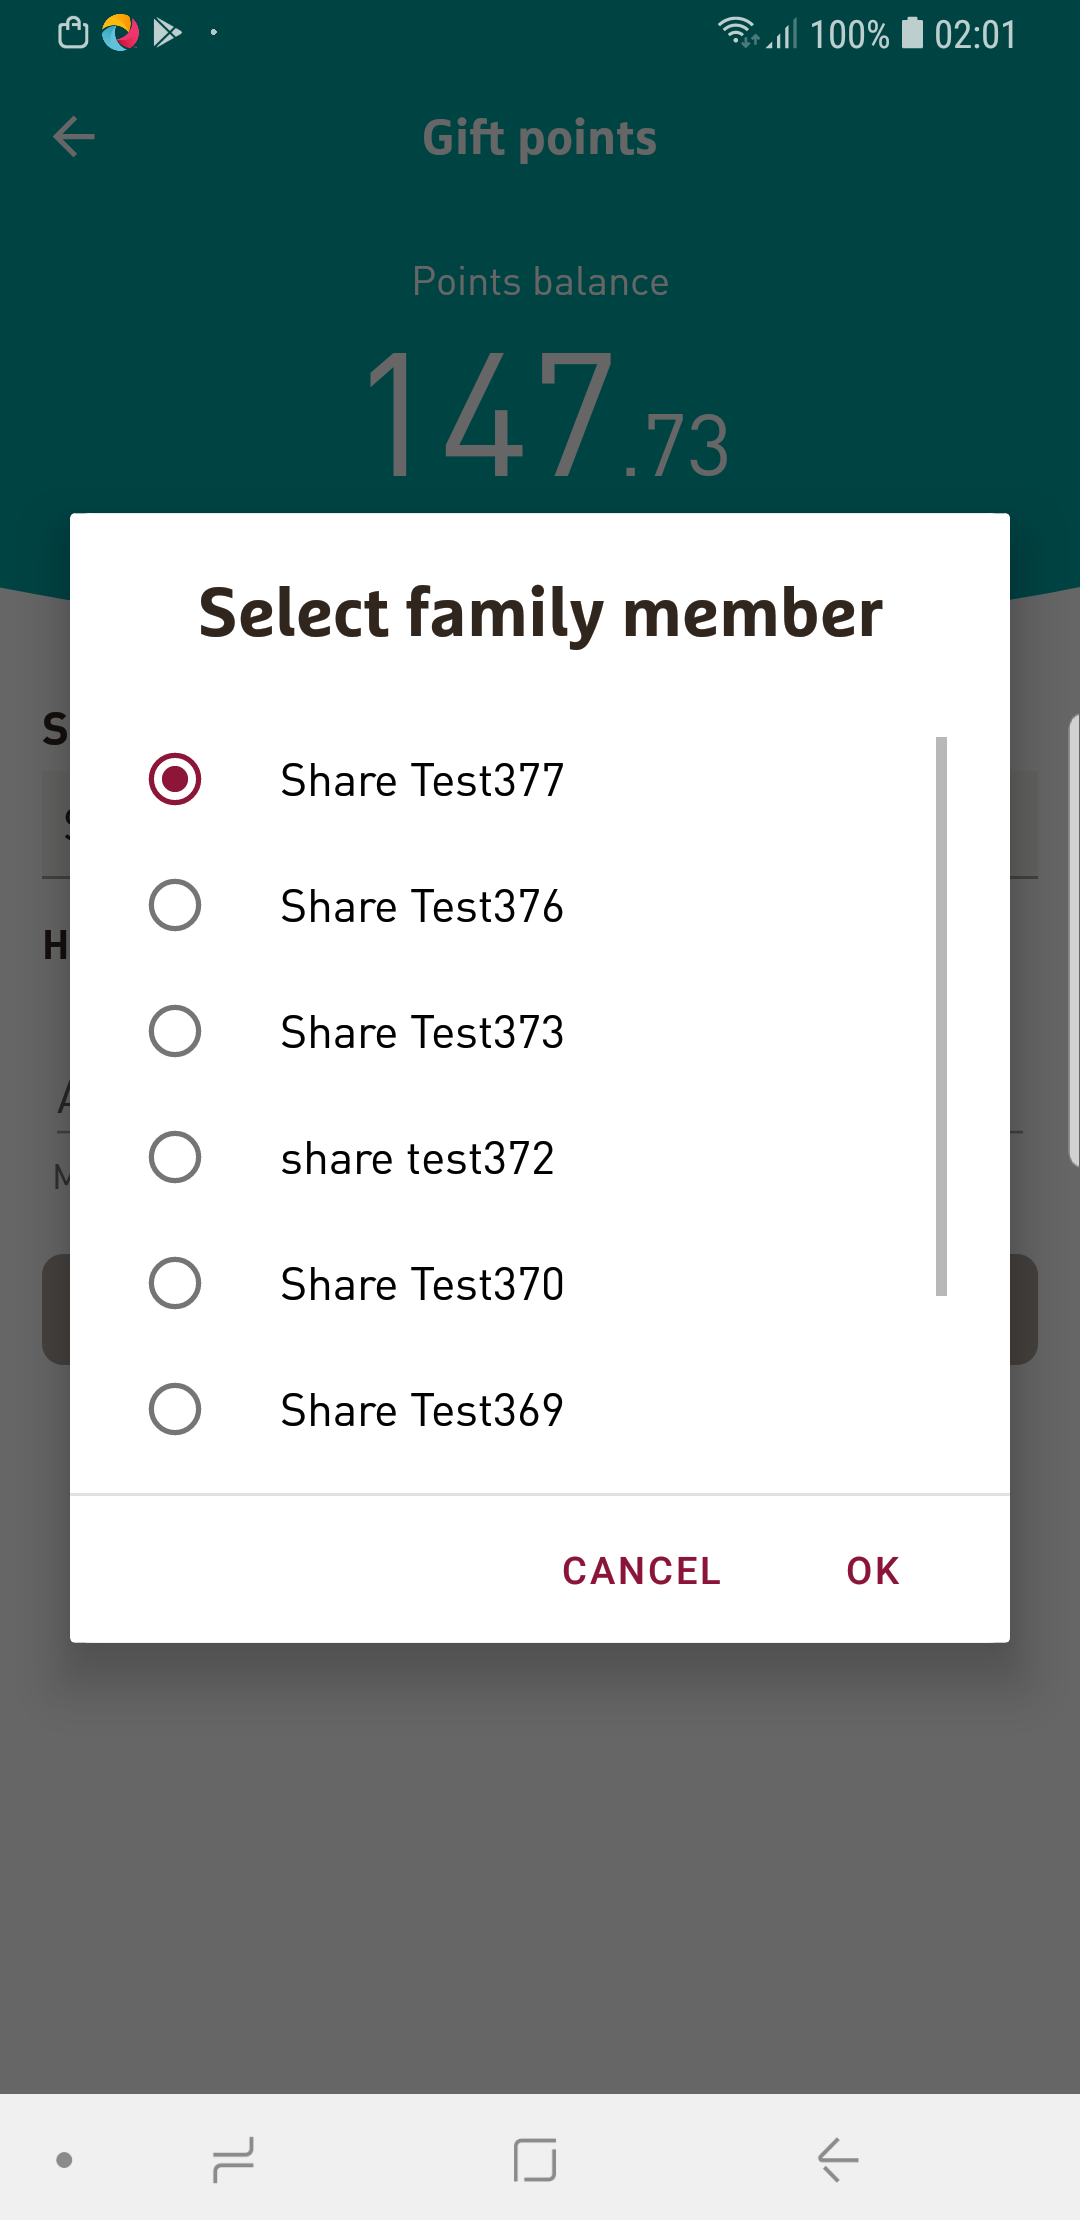 100% 02:01
Gift points
Points balance
147.73
Select family member
Share Test377
Share Test376
Share Test373
share test372
Share Test370
Share Test369
CANCEL OK